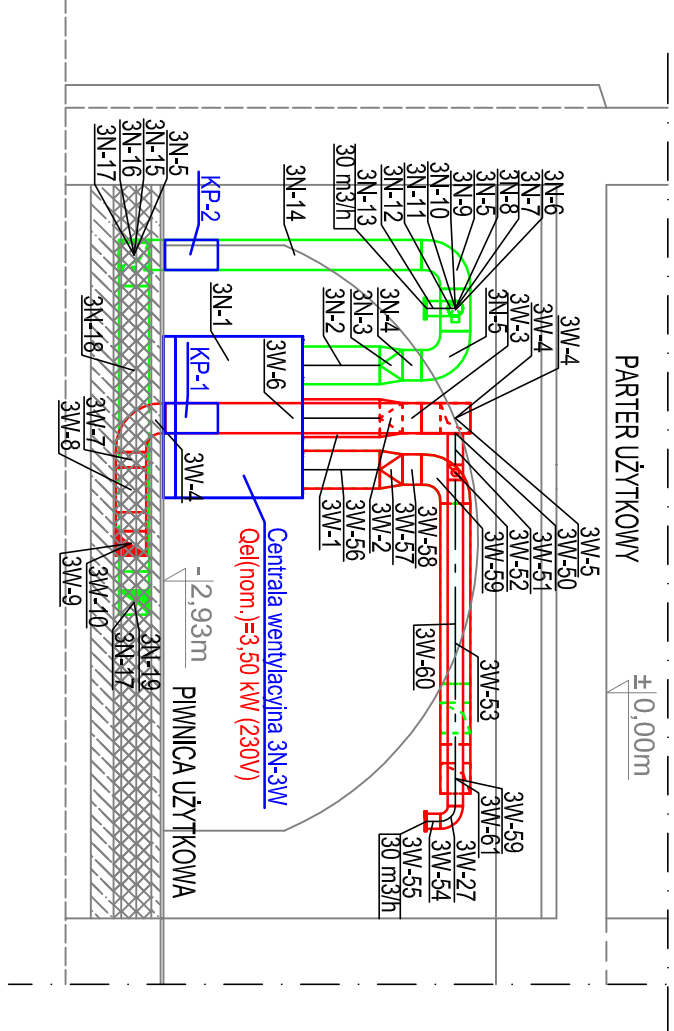 3N-6
3N-7
3N-8
3N-5
3N-9
3N-10
3N-11
3N-12
3N-13
30 m3/h
3N-14
3N-5
3N-15
3N-16
3N-17
KP-2
3W-4
3W-4
3W-3
3N-5
3N-4
3N-3
3N-2
3N-1
3W-6
KP-1
3N-18
3W-7
3W-8
3W-4
3W-5
3W-50
3W-51
3W-52
3W-59
3W-58
3W-57
3W-2
3W-56
3W-1
PARTER UŻYTKOWY
± 0,00m
3W-53
3W-60
Centrala wentylacyjna 3N-3W
Qel(nom.)=3,50 kW (230V)
- 2,93m
PIWNICA UŻYTKOWA
3W-59
3W-61
3W-27
3W-54
3W-55
30 m3/h
3N-19
3N-17
3W-10
3W-9